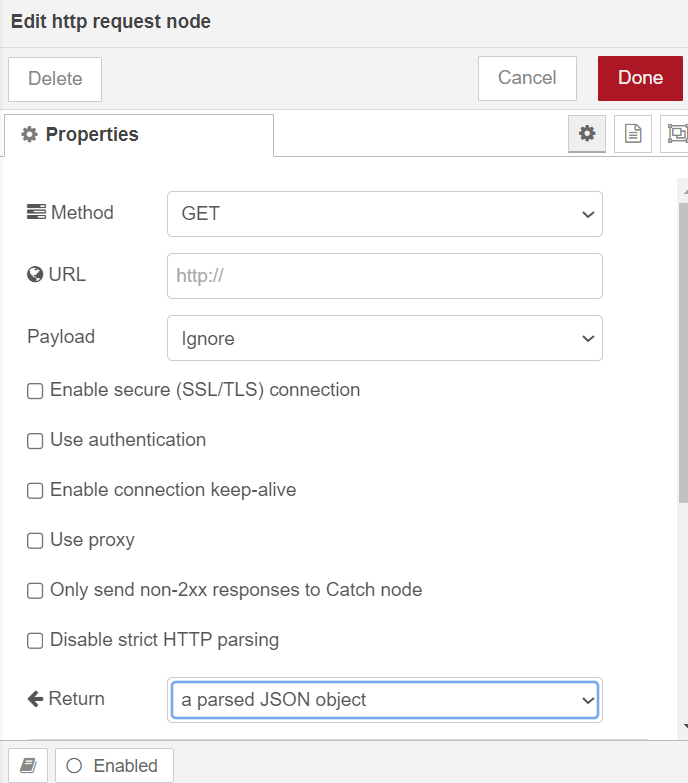 Edit http request node
Delete
Cancel
Done
Properties
Method
GET
URL
http://
Payload
Ignore
Enable secure (SSL/TLS) connection
Use authentication
Enable connection keep-alive
Use proxy
Only send non-2xx responses to Catch node
Disable strict HTTP parsing
Return
a parsed JSON object
Enabled